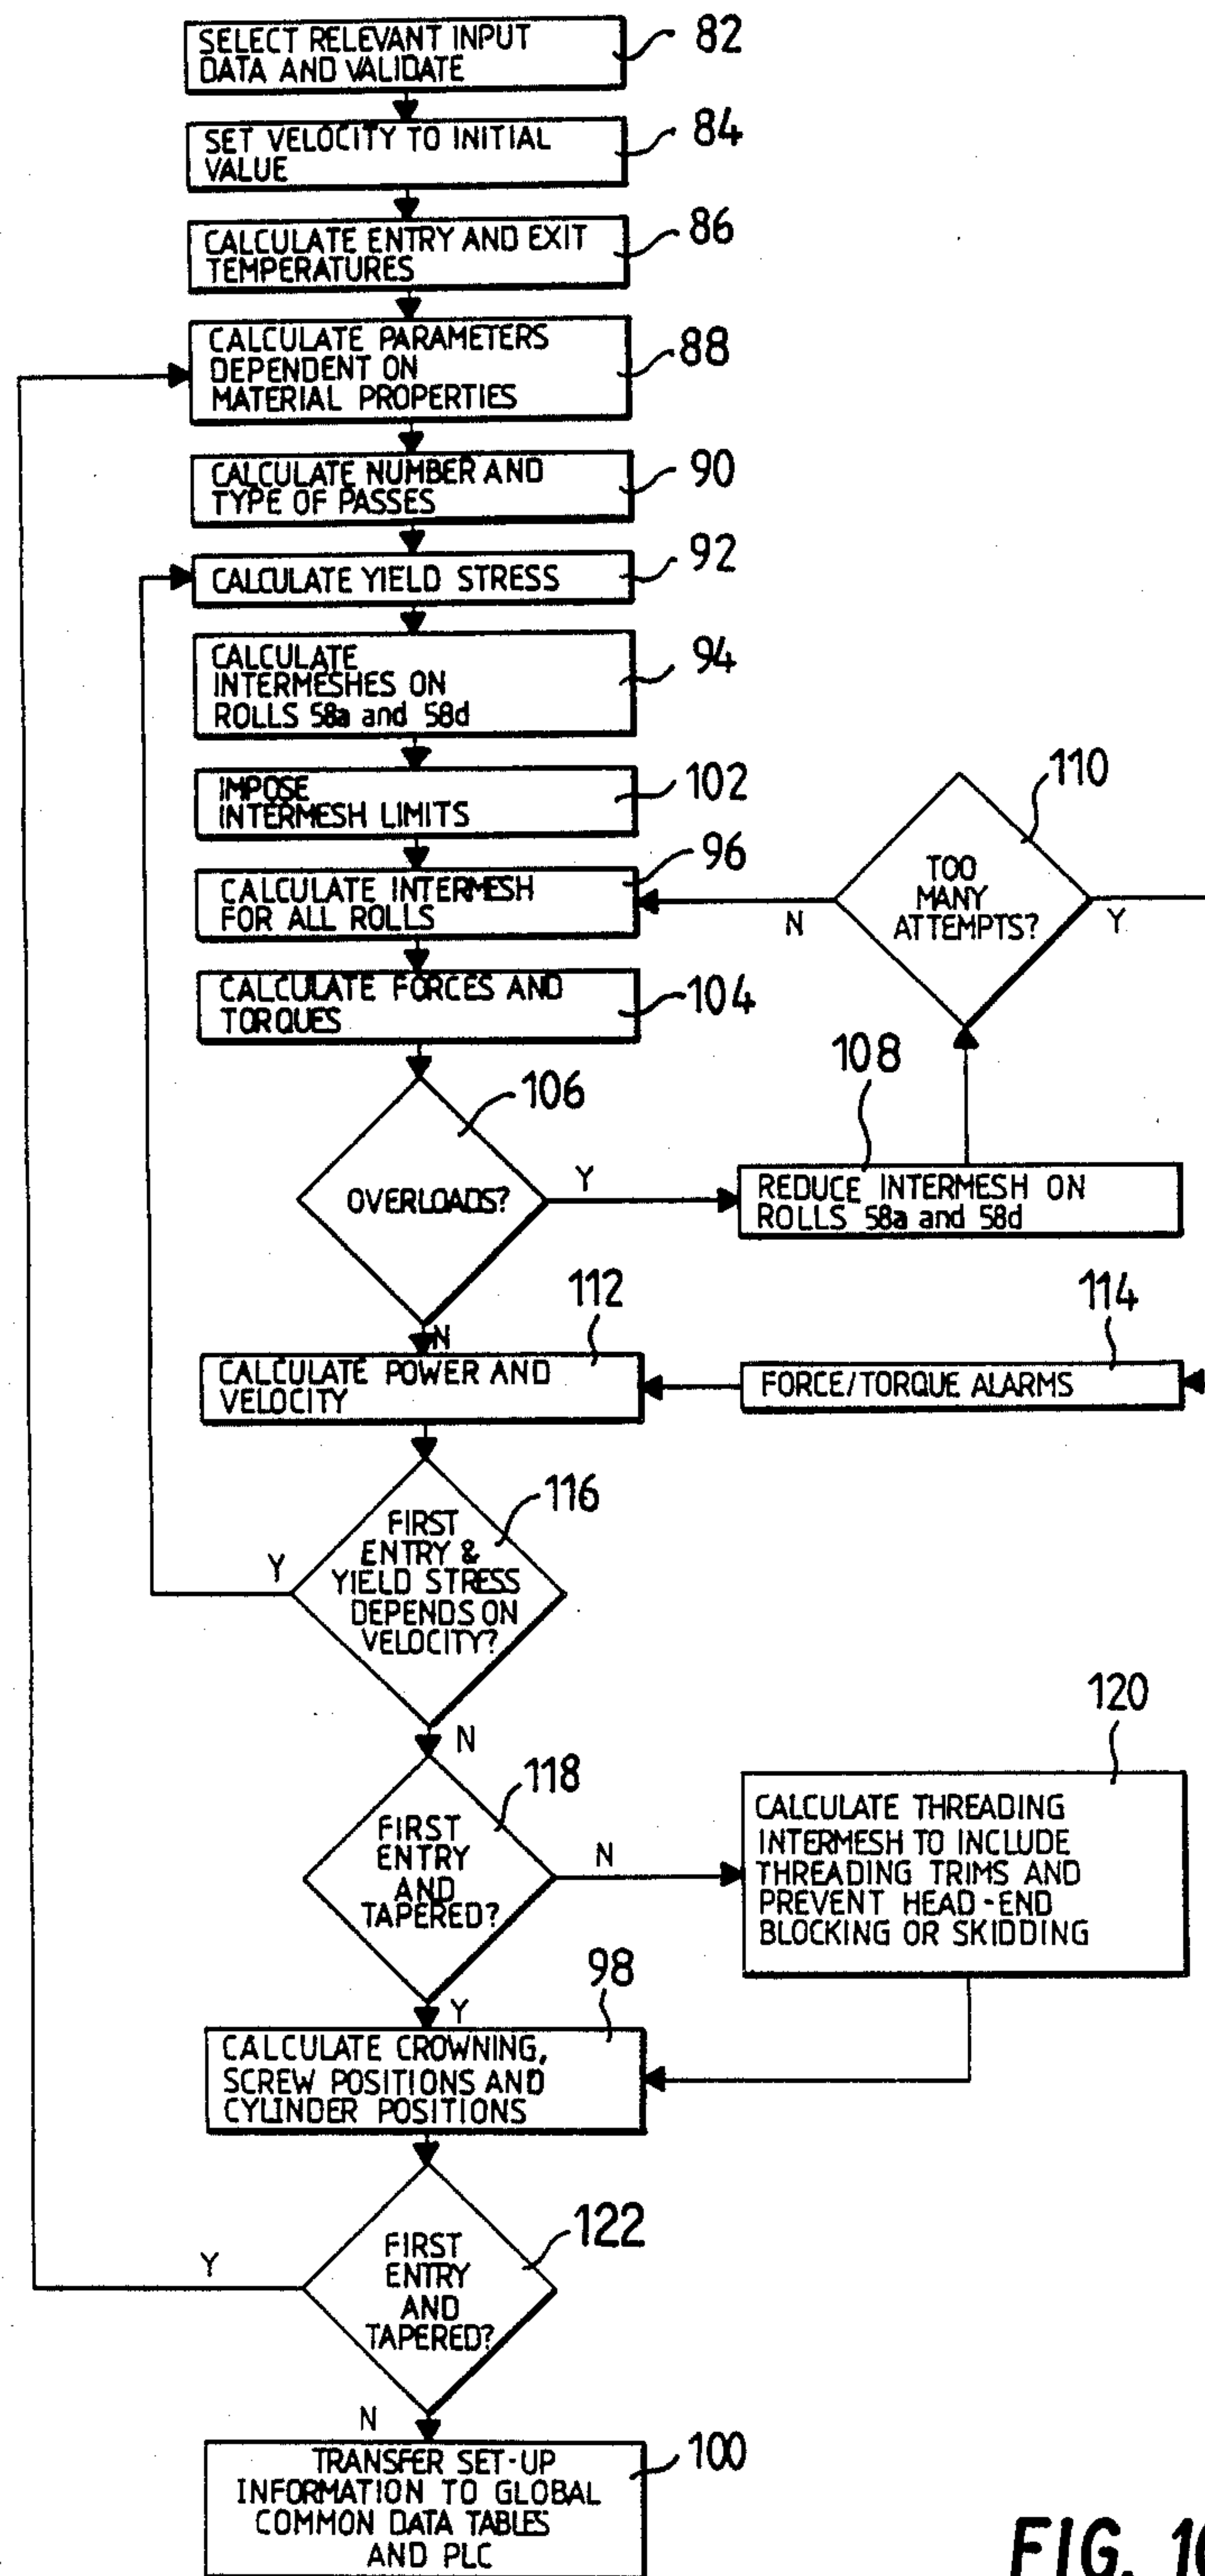 SELECT RELEVANT INPUT
DATA AND VALIDATE
82
SET VELOCITY TO INITIAL
VALUE
84
CALCULATE ENTRY AND EXIT
TEMPERATURES
86
CALCULATE PARAMETERS
DEPENDENT ON
MATERIAL PROPERTIES
88
CALCULATE NUMBER AND
TYPE OF PASSES
90
CALCULATE YIELD STRESS
92
CALCULATE
INTERMESHES ON
ROLLS 58a and 58d
94
IMPOSE
INTERMESH LIMITS
102
CALCULATE INTERMESH
FOR ALL ROLLS
96
TOO
MANY
ATTEMPTS?
110
N
Y
CALCULATE FORCES AND
TORQUES
104
OVERLOADS?
106
Y
N
REDUCE INTERMESH ON
ROLLS 58a and 58d
108
CALCULATE POWER AND
VELOCITY
112
FORCE/TORQUE ALARMS
114
FIRST
ENTRY &
YIELD STRESS
DEPENDS ON
VELOCITY?
116
Y
N
FIRST
ENTRY
AND
TAPERED?
118
N
Y
CALCULATE THREADING
INTERMESH TO INCLUDE
THREADING TRIMS AND
PREVENT HEAD-END
BLOCKING OR SKIDDING
120
CALCULATE CROWNING,
SCREW POSITIONS AND
CYLINDER POSITIONS
98
FIRST
ENTRY
AND
TAPERED?
122
Y
N
TRANSFER SET-UP
INFORMATION TO GLOBAL
COMMON DATA TABLES
AND PLC
100
FIG. 10